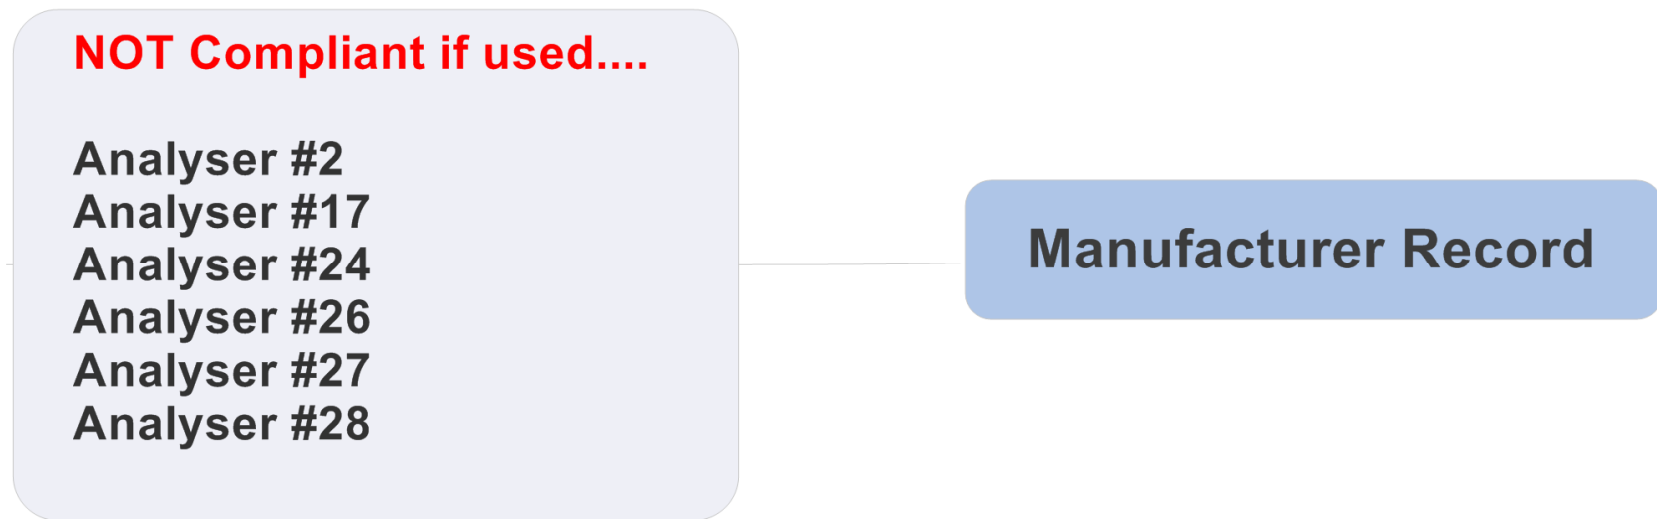 NOT Compliant if used....
Analyser #2
Analyser #17
Analyser #24
Analyser #26
Analyser #27
Analyser #28
Manufacturer Record